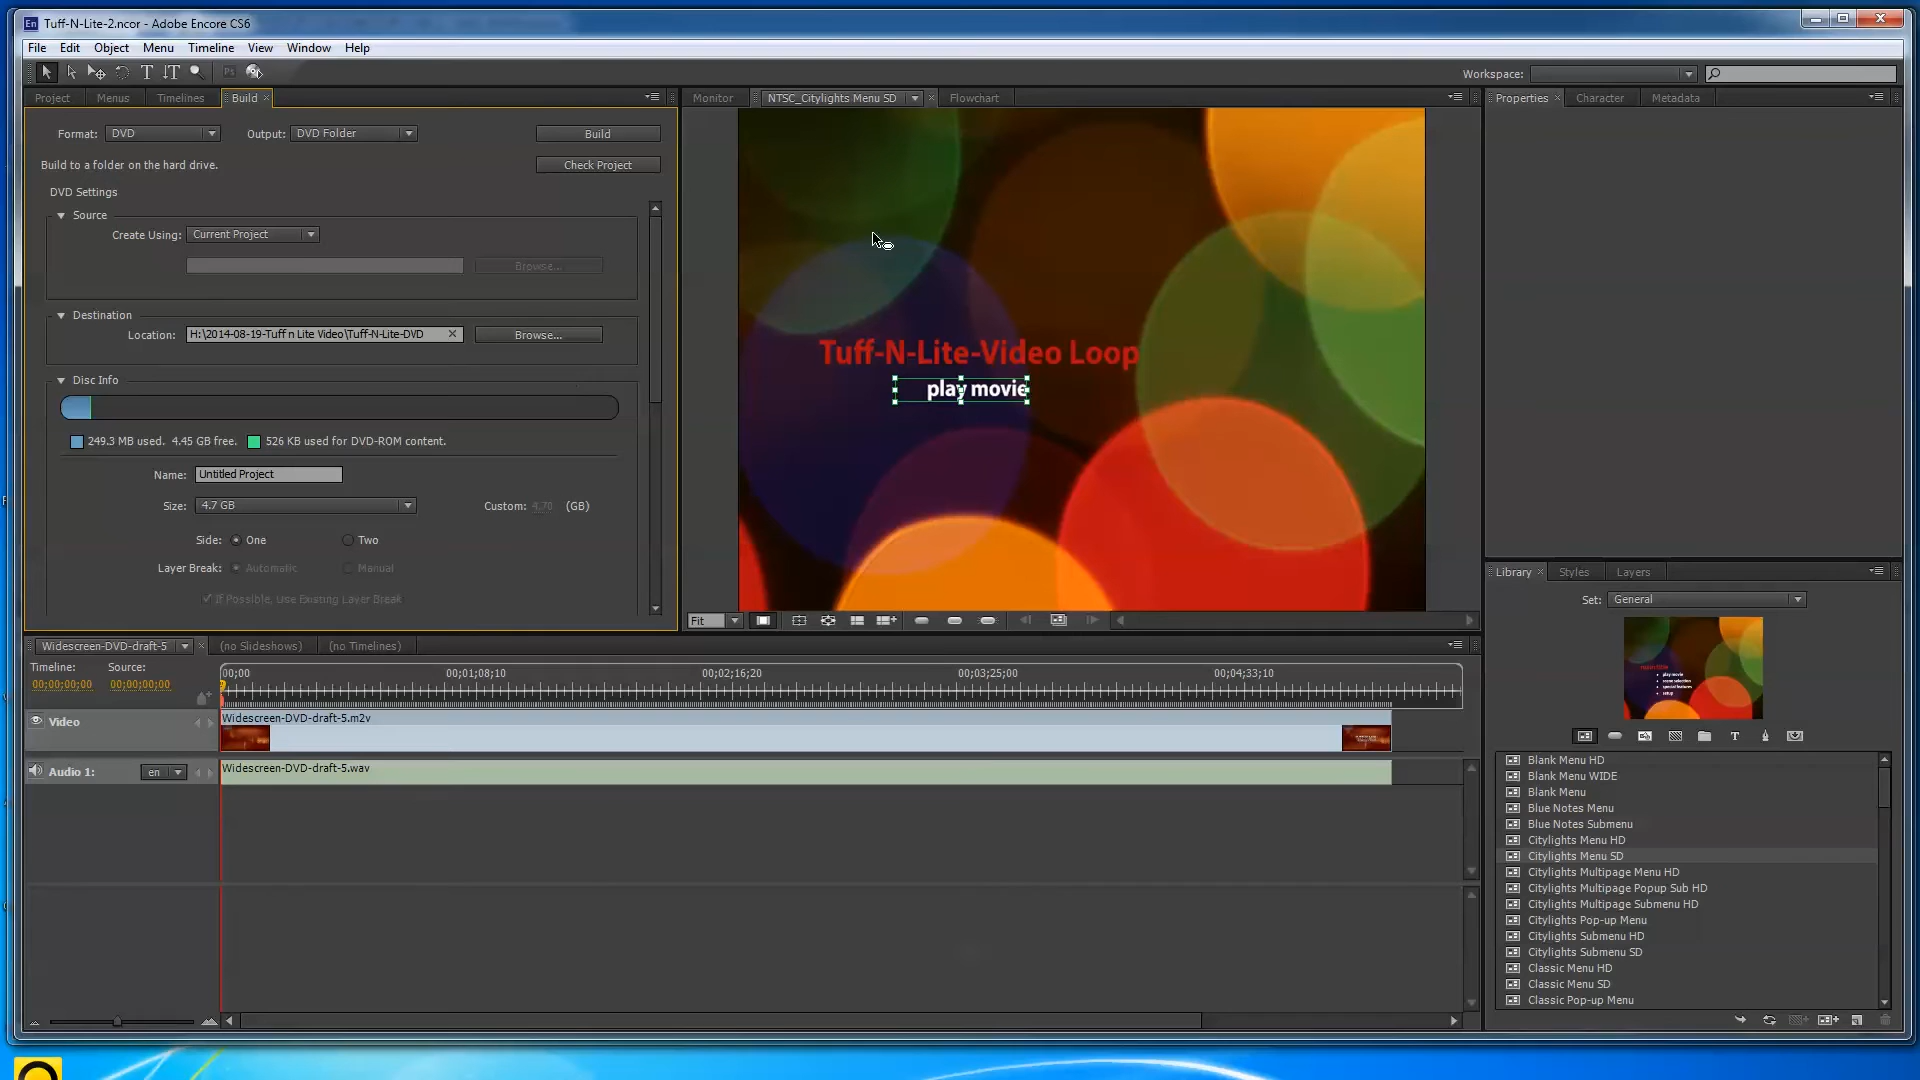 Tuff-N-Lite-2.ncor - Adobe Encore CS6
File Edit Object Menu Timeline View Window Help
Workspace:
Project Menus Timelines Build
Monitor NTSC_Citylights Menu SD Flowchart
Properties Character Metadata
Format: DVD Output: DVD Folder Build
Build to a folder on the hard drive. Check Project
DVD Settings
Source
Create Using: Current Project
Browse...
Destination
Location: H:\2014-08-19-Tuff n Lite Video\Tuff-N-Lite-DVD Browse...
Disc Info
249.3 MB used. 4.45 GB free. 526 KB used for DVD-ROM content.
Name: Untitled Project
Size: 4.7 GB Custom: 4.70 (GB)
Side: One Two
Layer Break: Automatic Manual
If Possible, Use Existing Layer Break
Tuff-N-Lite-Video Loop
play movie
Fit
Library Styles Layers
Set: General
play movie
scene selection
special features
setup
Blank Menu HD
Blank Menu WIDE
Blank Menu
Blue Notes Menu
Blue Notes Submenu
Citylights Menu HD
Citylights Menu SD
Citylights Multipage Menu HD
Citylights Multipage Popup Sub HD
Citylights Multipage Submenu HD
Citylights Pop-up Menu
Citylights Submenu HD
Citylights Submenu SD
Classic Menu HD
Classic Menu SD
Classic Pop-up Menu
Widescreen-DVD-draft-5 (no Slideshows) (no Timelines)
Timeline: Source:
00;00;00;00 00;00;00;00
00;00 00;01;08;10 00;02;16;20 00;03;25;00 00;04;33;10
Video Widescreen-DVD-draft-5.m2v
Audio 1: en Widescreen-DVD-draft-5.wav